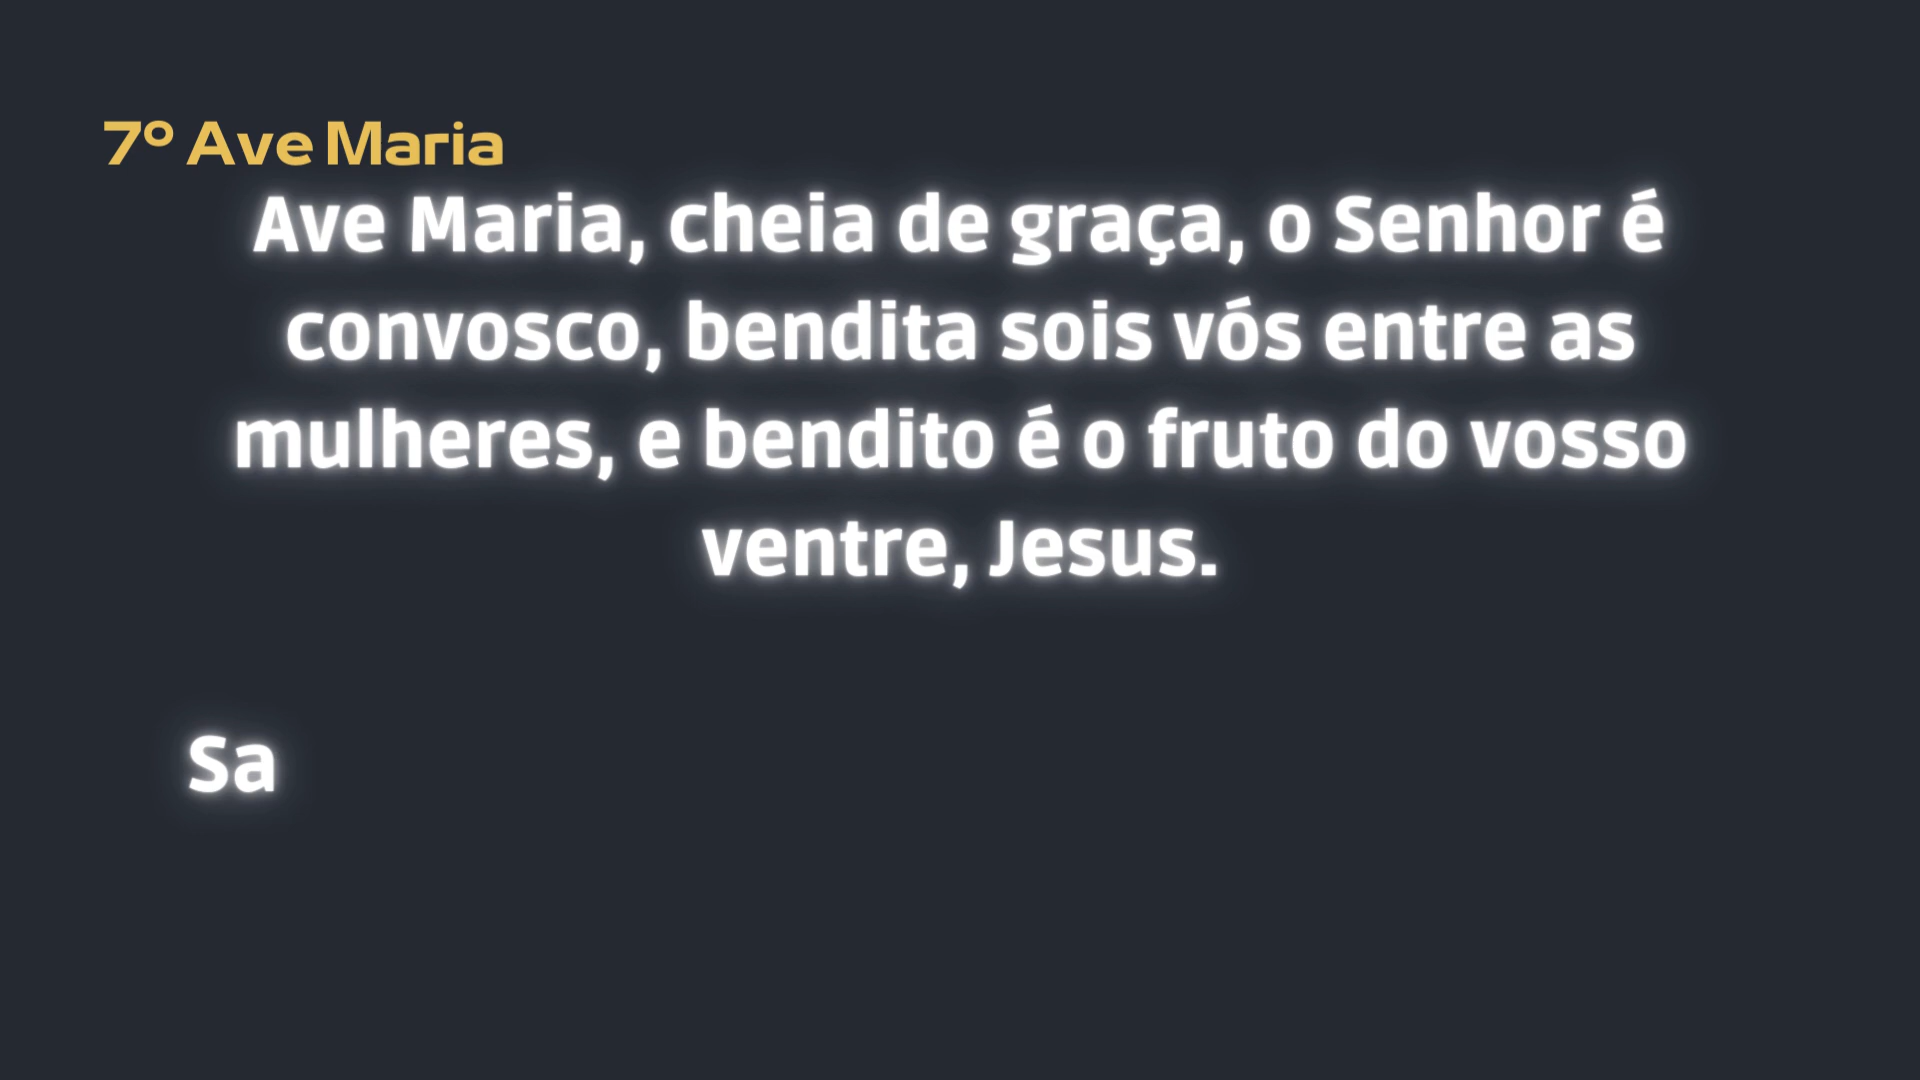 7º Ave Maria
Ave Maria, cheia de graça, o Senhor é
convosco, bendita sois vós entre as
mulheres, e bendito é o fruto do vosso
ventre, Jesus.
Sa